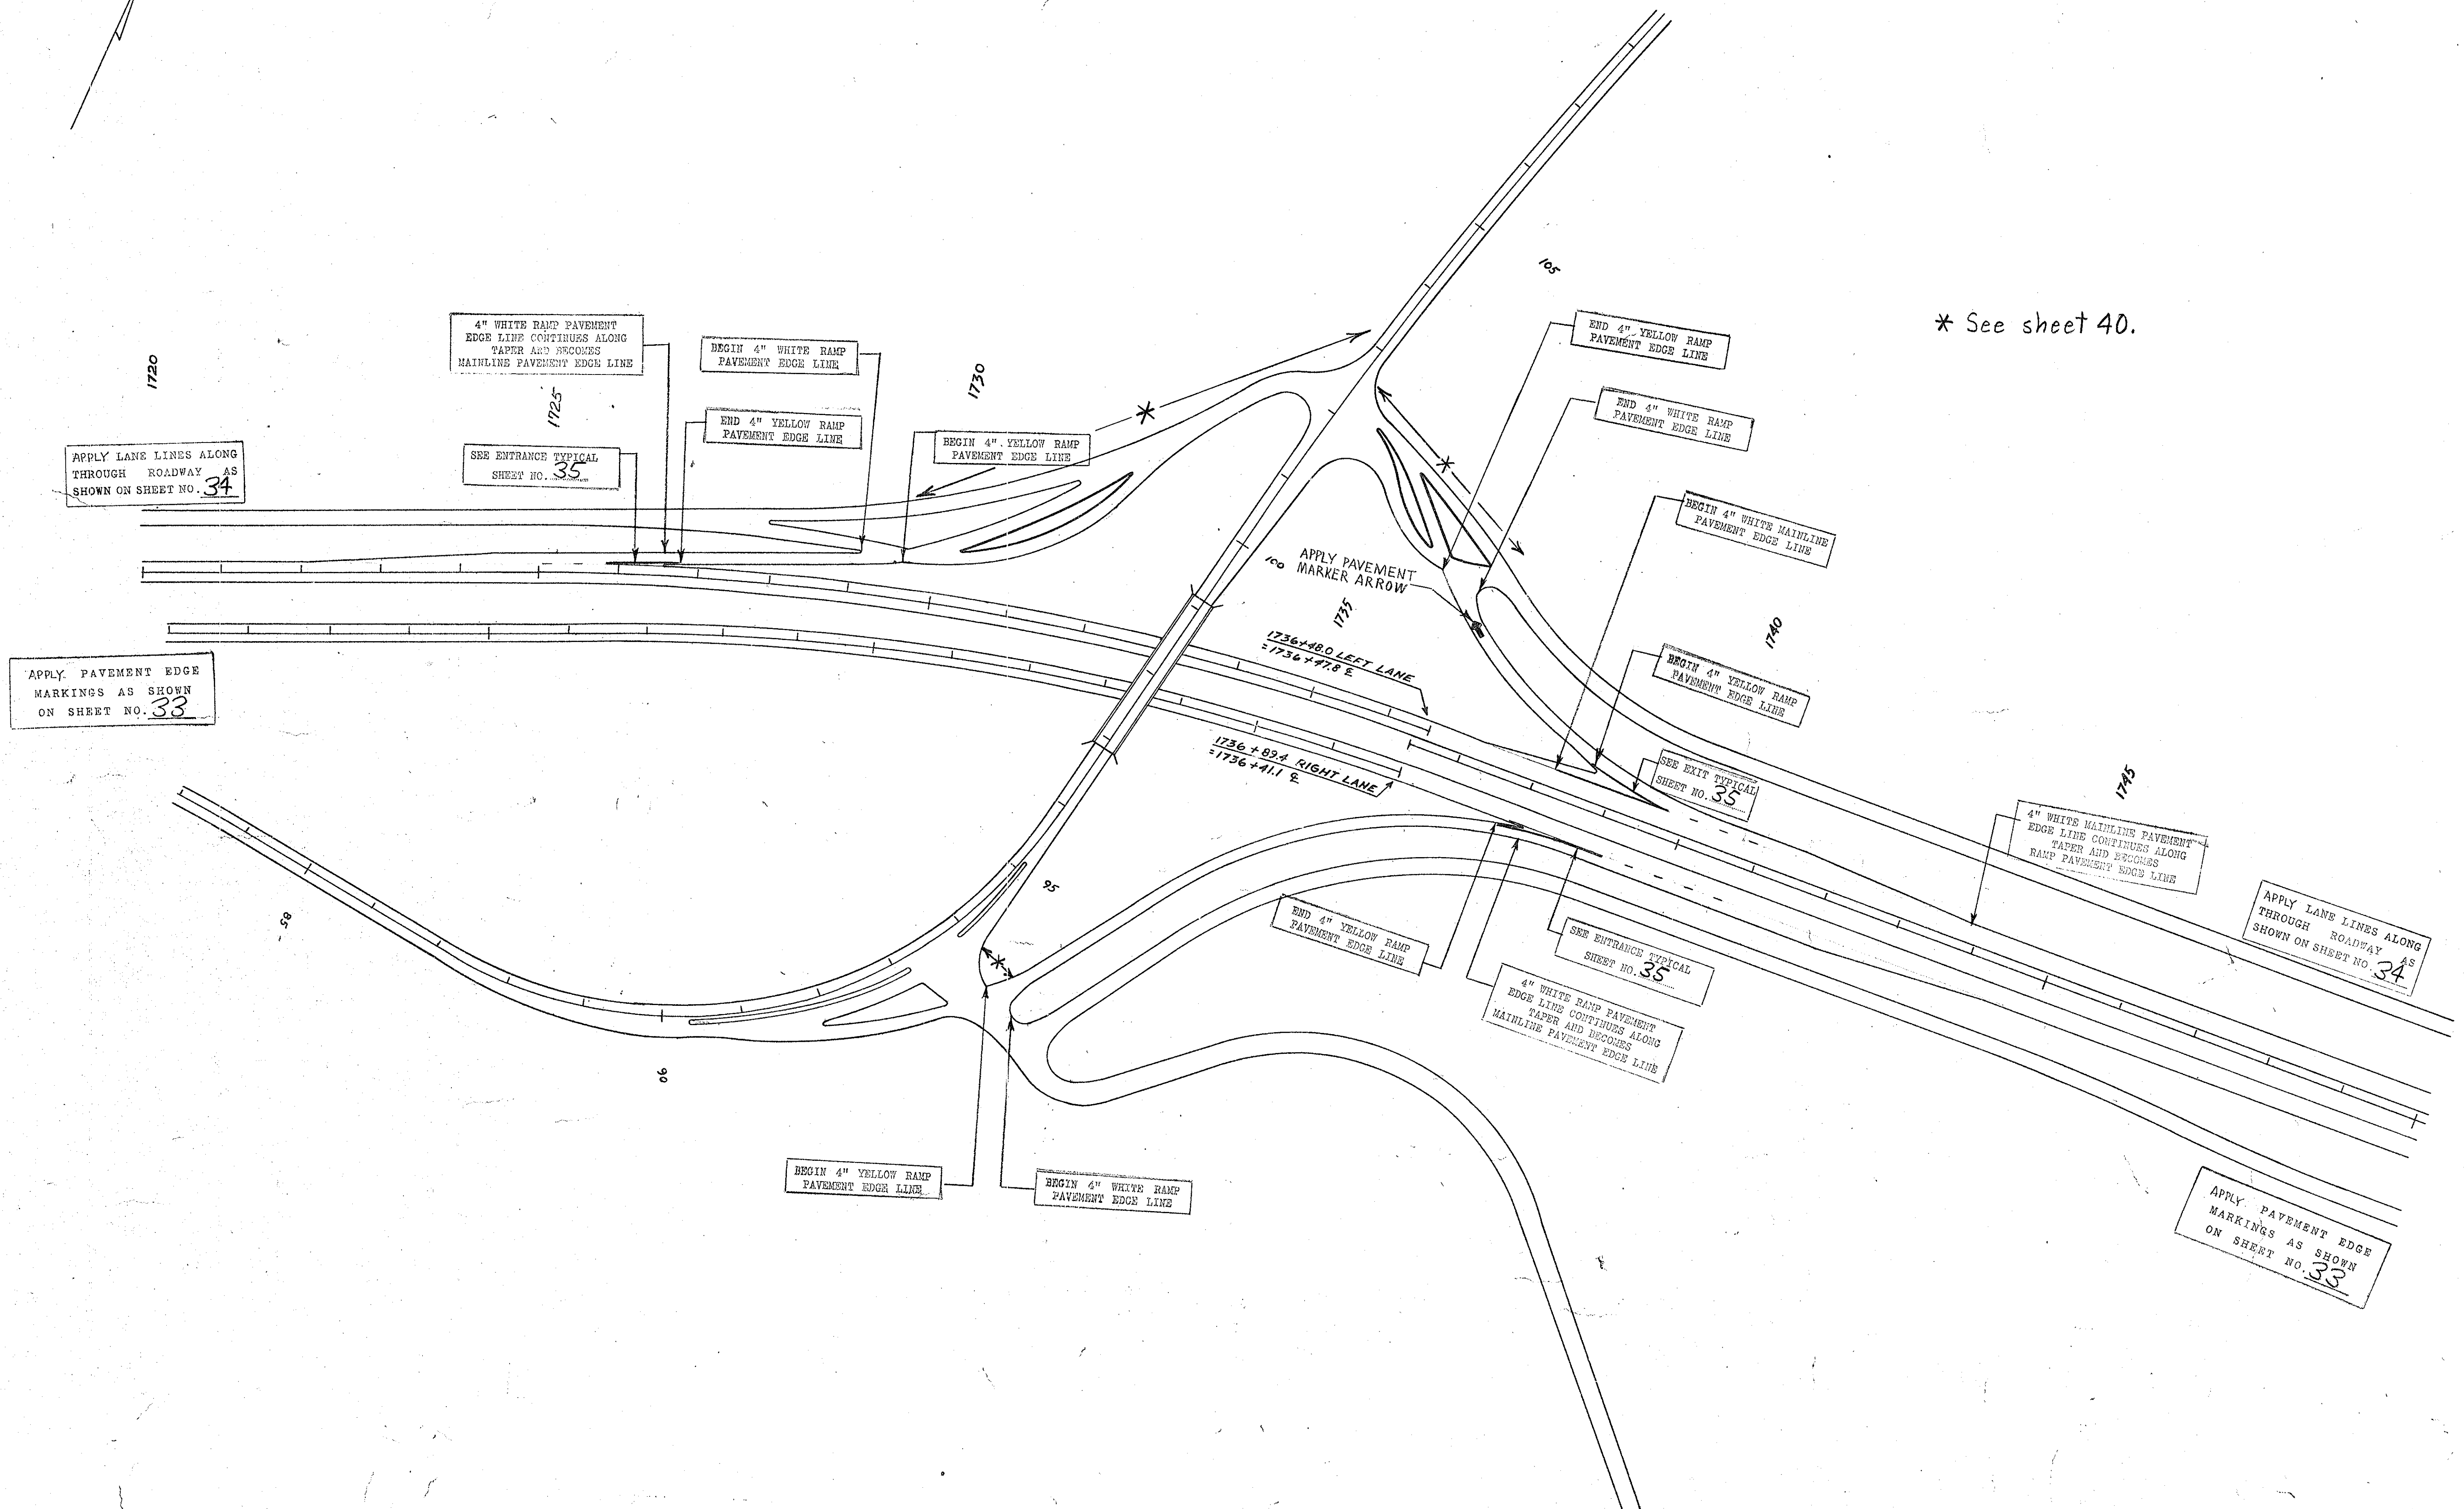 * See sheet 40.
105
END 4" YELLOW RAMP
PAVEMENT EDGE LINE
4" WHITE RAMP PAVEMENT
EDGE LINE CONTINUES ALONG
TAPER AND BECOMES
MAINLINE PAVEMENT EDGE LINE
BEGIN 4" WHITE RAMP
PAVEMENT EDGE LINE
1720
1725
1730
END 4" WHITE RAMP
PAVEMENT EDGE LINE
*
END 4" YELLOW RAMP
PAVEMENT EDGE LINE
BEGIN 4" YELLOW RAMP
PAVEMENT EDGE LINE
APPLY LANE LINES ALONG
THROUGH ROADWAY AS
SHOWN ON SHEET NO. 34
SEE ENTRANCE TYPICAL
SHEET NO. 35
*
BEGIN 4" WHITE MAINLINE
PAVEMENT EDGE LINE
100
APPLY PAVEMENT
MARKER ARROW
1735
1740
1736+48.0 LEFT LANE
=1736+47.8 ℄
BEGIN 4" YELLOW RAMP
PAVEMENT EDGE LINE
APPLY PAVEMENT EDGE
MARKINGS AS SHOWN
ON SHEET NO. 33
1736+89.4 RIGHT LANE
=1736+41.1 ℄
SEE EXIT TYPICAL
SHEET NO. 35
1745
4" WHITE MAINLINE PAVEMENT
EDGE LINE CONTINUES ALONG
TAPER AND BECOMES
RAMP PAVEMENT EDGE LINE
APPLY LANE LINES ALONG
THROUGH ROADWAY AS
SHOWN ON SHEET NO. 34
85
95
*
END 4" YELLOW RAMP
PAVEMENT EDGE LINE
SEE ENTRANCE TYPICAL
SHEET NO. 35
4" WHITE RAMP PAVEMENT
EDGE LINE CONTINUES ALONG
TAPER AND BECOMES
MAINLINE PAVEMENT EDGE LINE
90
BEGIN 4" YELLOW RAMP
PAVEMENT EDGE LINE
BEGIN 4" WHITE RAMP
PAVEMENT EDGE LINE
APPLY PAVEMENT EDGE
MARKINGS AS SHOWN
ON SHEET NO. 33